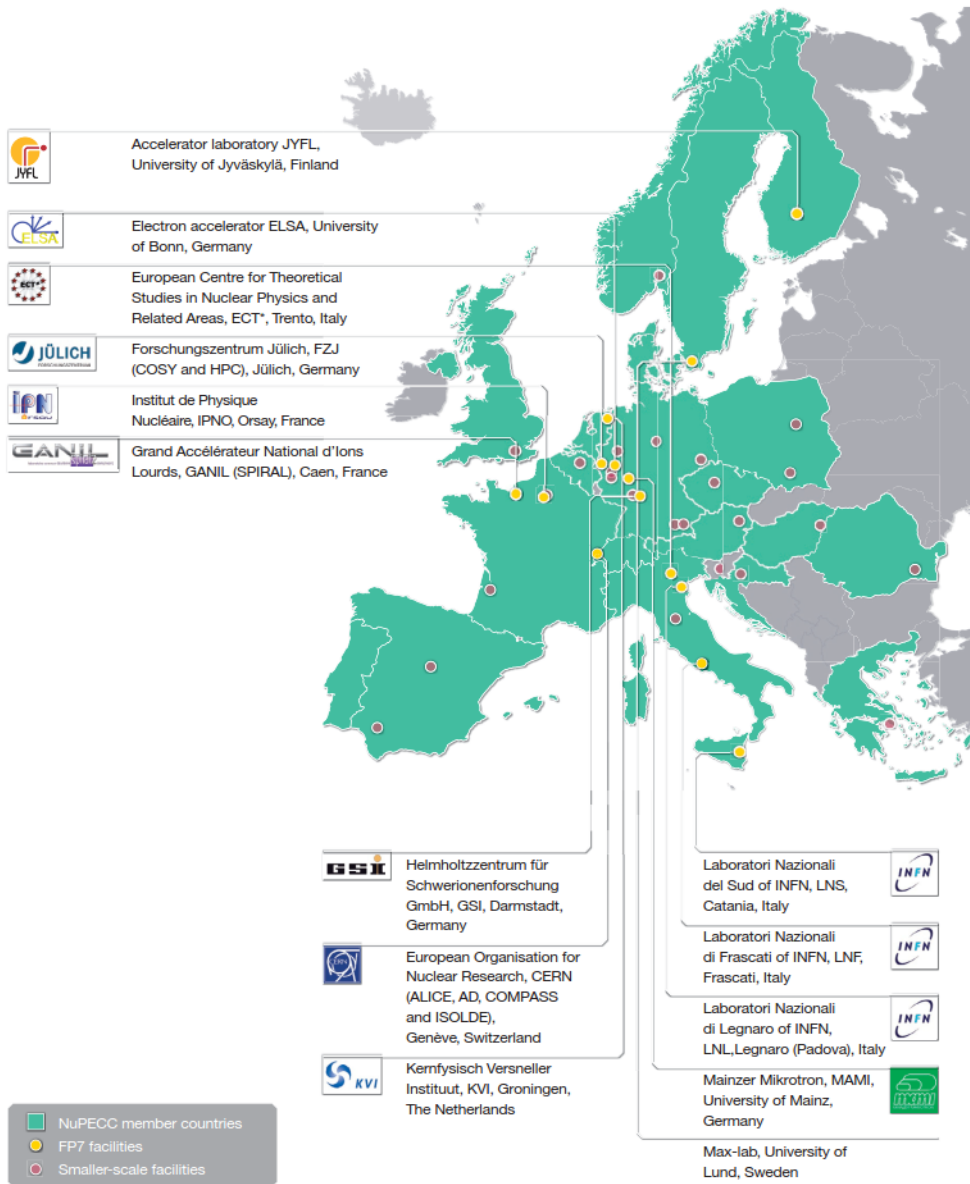 JYFL
Accelerator laboratory JYFL,
University of Jyväskylä, Finland
ELSA
Electron accelerator ELSA, University
of Bonn, Germany
ECT*
European Centre for Theoretical
Studies in Nuclear Physics and
Related Areas, ECT*, Trento, Italy
JÜLICH
FORSCHUNGSZENTRUM
Forschungszentrum Jülich, FZJ
(COSY and HPC), Jülich, Germany
IPN
Orsay
Institut de Physique
Nucléaire, IPNO, Orsay, France
GANIL
Grand Accélérateur National d'Ions
Lourds, GANIL (SPIRAL), Caen, France
GSI
Helmholtzzentrum für
Schwerionenforschung
GmbH, GSI, Darmstadt,
Germany
CERN
European Organisation for
Nuclear Research, CERN
(ALICE, AD, COMPASS
and ISOLDE),
Genève, Switzerland
KVI
Kernfysisch Versneller
Instituut, KVI, Groningen,
The Netherlands
Laboratori Nazionali
del Sud of INFN, LNS,
Catania, Italy
INFN
Laboratori Nazionali
di Frascati of INFN, LNF,
Frascati, Italy
INFN
Laboratori Nazionali
di Legnaro of INFN,
LNL,Legnaro (Padova), Italy
INFN
Mainzer Mikrotron, MAMI,
University of Mainz,
Germany
Max-lab, University of
Lund, Sweden
NuPECC member countries
FP7 facilities
Smaller-scale facilities